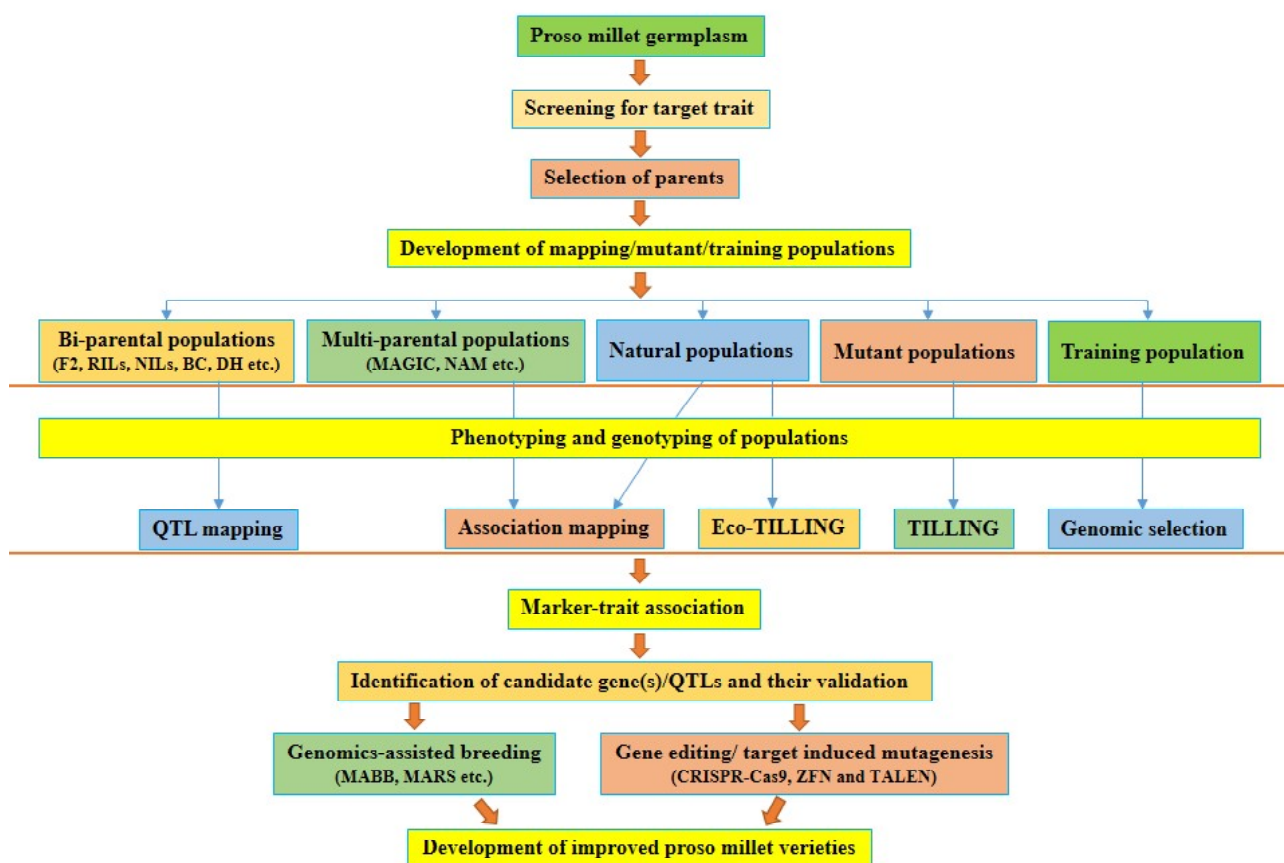 Proso millet germplasm
Screening for target trait
Selection of parents
Development of mapping/mutant/training populations
Bi-parental populations
(F2, RILs, NILs, BC, DH etc.)
Multi-parental populations
(MAGIC, NAM etc.)
Natural populations
Mutant populations
Training population
Phenotyping and genotyping of populations
QTL mapping
Association mapping
Eco-TILLING
TILLING
Genomic selection
Marker-trait association
Identification of candidate gene(s)/QTLs and their validation
Genomics-assisted breeding
(MABB, MARS etc.)
Gene editing/ target induced mutagenesis
(CRISPR-Cas9, ZFN and TALEN)
Development of improved proso millet verieties